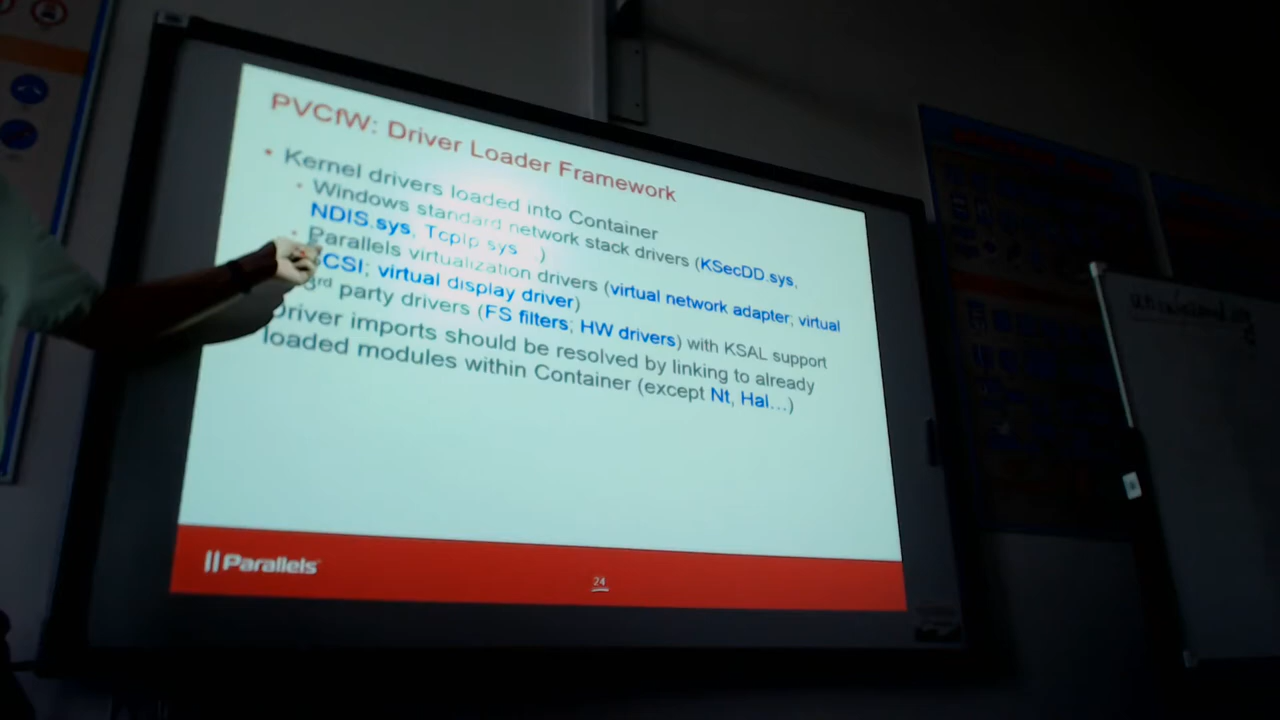 PVCfW: Driver Loader Framework
• Kernel drivers loaded into Container
• Windows standard network stack drivers (KSecDD.sys,
NDIS.sys, Tcpip.sys ...)
• Parallels virtualization drivers (virtual network adapter; virtual
CSI; virtual display driver)
3rd party drivers (FS filters; HW drivers) with KSAL support
Driver imports should be resolved by linking to already
loaded modules within Container (except Nt, Hal...)
Parallels
24